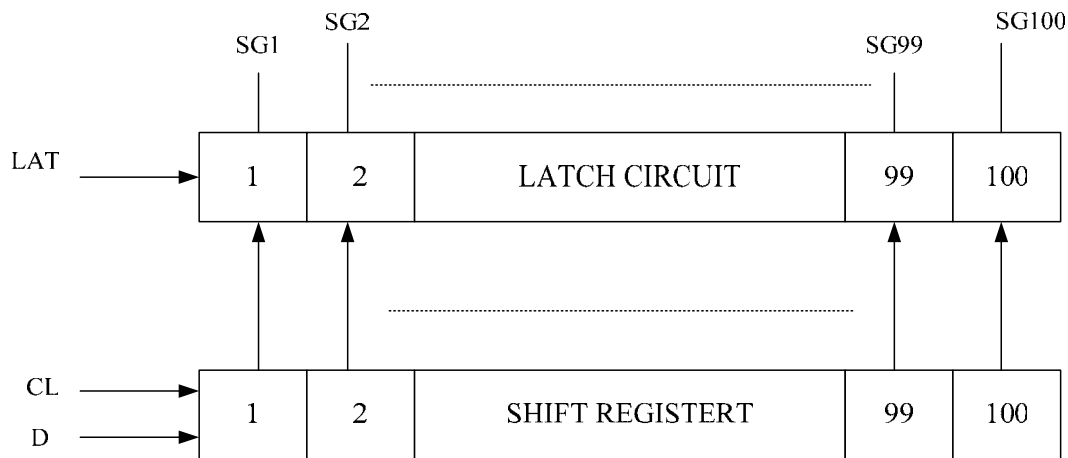 SG1
SG2
SG99
SG100
LAT
1
2
LATCH CIRCUIT
99
100
CL
D
1
2
SHIFT REGISTERT
99
100